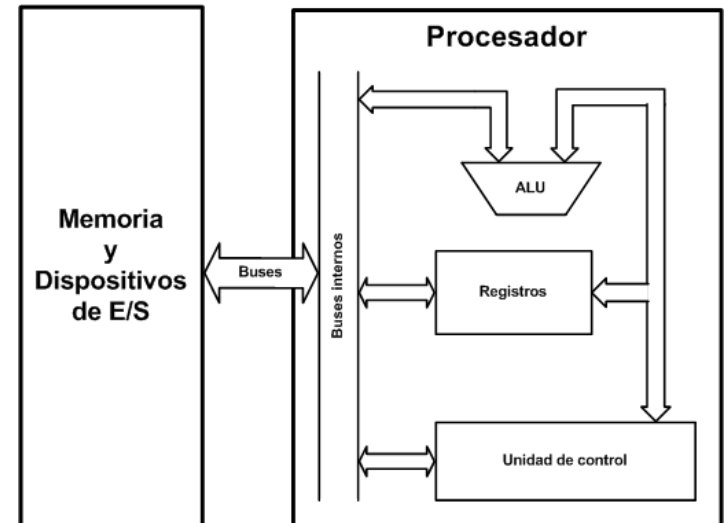 Procesador
ALU
Memoria
y
Dispositivos
de E/S
Buses
Buses internos
Registros
Unidad de control